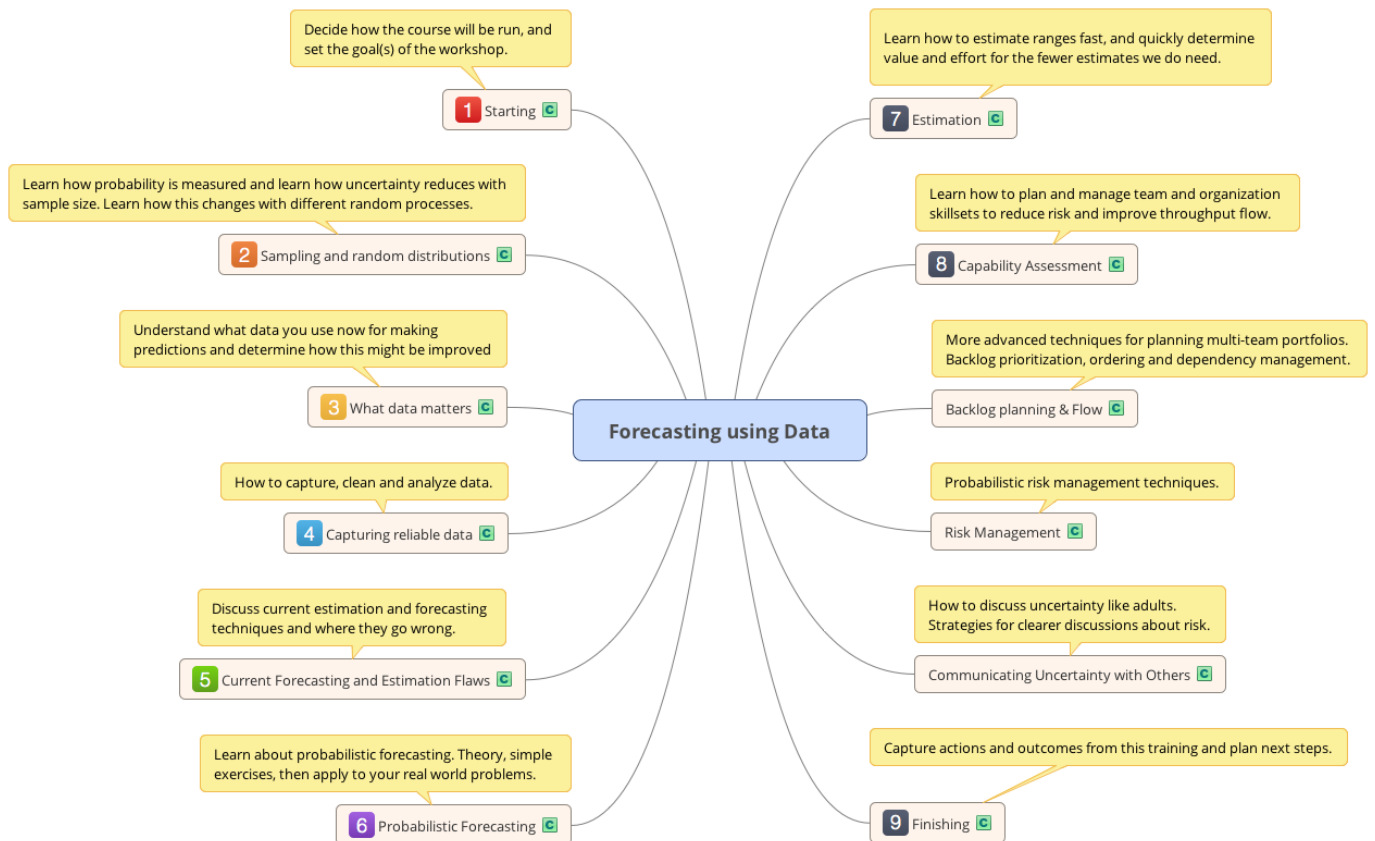 Decide how the course will be run, and
set the goal(s) of the workshop.
1 Starting C
Learn how probability is measured and learn how uncertainty reduces with
sample size. Learn how this changes with different random processes.
2 Sampling and random distributions C
Understand what data you use now for making
predictions and determine how this might be improved
3 What data matters C
How to capture, clean and analyze data.
4 Capturing reliable data C
Discuss current estimation and forecasting
techniques and where they go wrong.
5 Current Forecasting and Estimation Flaws C
Learn about probabilistic forecasting. Theory, simple
exercises, then apply to your real world problems.
6 Probabilistic Forecasting C
Forecasting using Data
Learn how to estimate ranges fast, and quickly determine
value and effort for the fewer estimates we do need.
7 Estimation C
Learn how to plan and manage team and organization
skillsets to reduce risk and improve throughput flow.
8 Capability Assessment C
More advanced techniques for planning multi-team portfolios.
Backlog prioritization, ordering and dependency management.
Backlog planning & Flow C
Probabilistic risk management techniques.
Risk Management C
How to discuss uncertainty like adults.
Strategies for clearer discussions about risk.
Communicating Uncertainty with Others C
Capture actions and outcomes from this training and plan next steps.
9 Finishing C